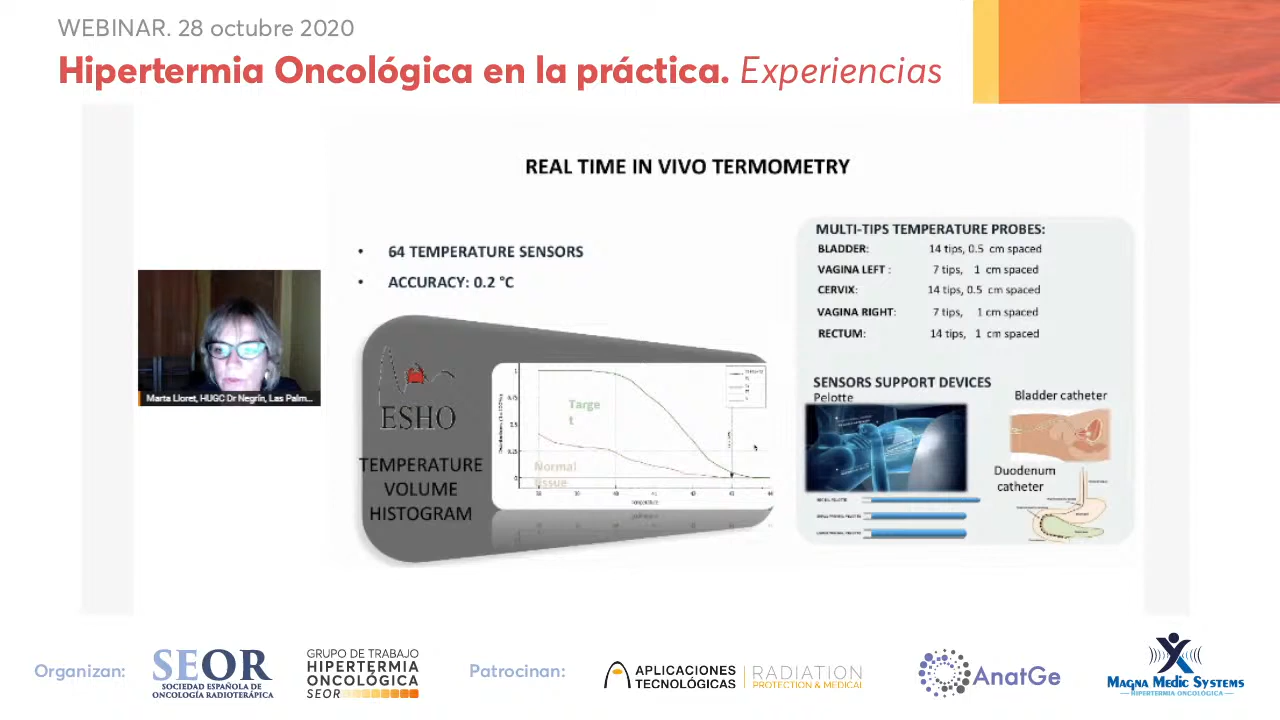 WEBINAR. 28 octubre 2020
Hipertermia Oncológica en la práctica. Experiencias
REAL TIME IN VIVO TERMOMETRY
• 64 TEMPERATURE SENSORS
• ACCURACY: 0.2 °C
ESHO
TEMPERATURE
VOLUME
HISTOGRAM
Targe
t
Normal
tissue
Temperature
MULTI-TIPS TEMPERATURE PROBES:
BLADDER: 14 tips, 0.5 cm spaced
VAGINA LEFT : 7 tips, 1 cm spaced
CERVIX: 14 tips, 0.5 cm spaced
VAGINA RIGHT: 7 tips, 1 cm spaced
RECTUM: 14 tips, 1 cm spaced
SENSORS SUPPORT DEVICES
Pelotte
Bladder catheter
Duodenum
catheter
Marta Lloret, HUGC Dr Negrín, Las Palm...
Organizan:
SEOR
SOCIEDAD ESPAÑOLA DE
ONCOLOGÍA RADIOTERÁPICA
GRUPO DE TRABAJO
HIPERTERMIA
ONCOLÓGICA
SEOR
Patrocinan:
APLICACIONES
TECNOLÓGICAS
RADIATION
PROTECTION & MEDICAL
AnatGe
MAGNA MEDIC SYSTEMS
HIPERTERMIA ONCOLÓGICA